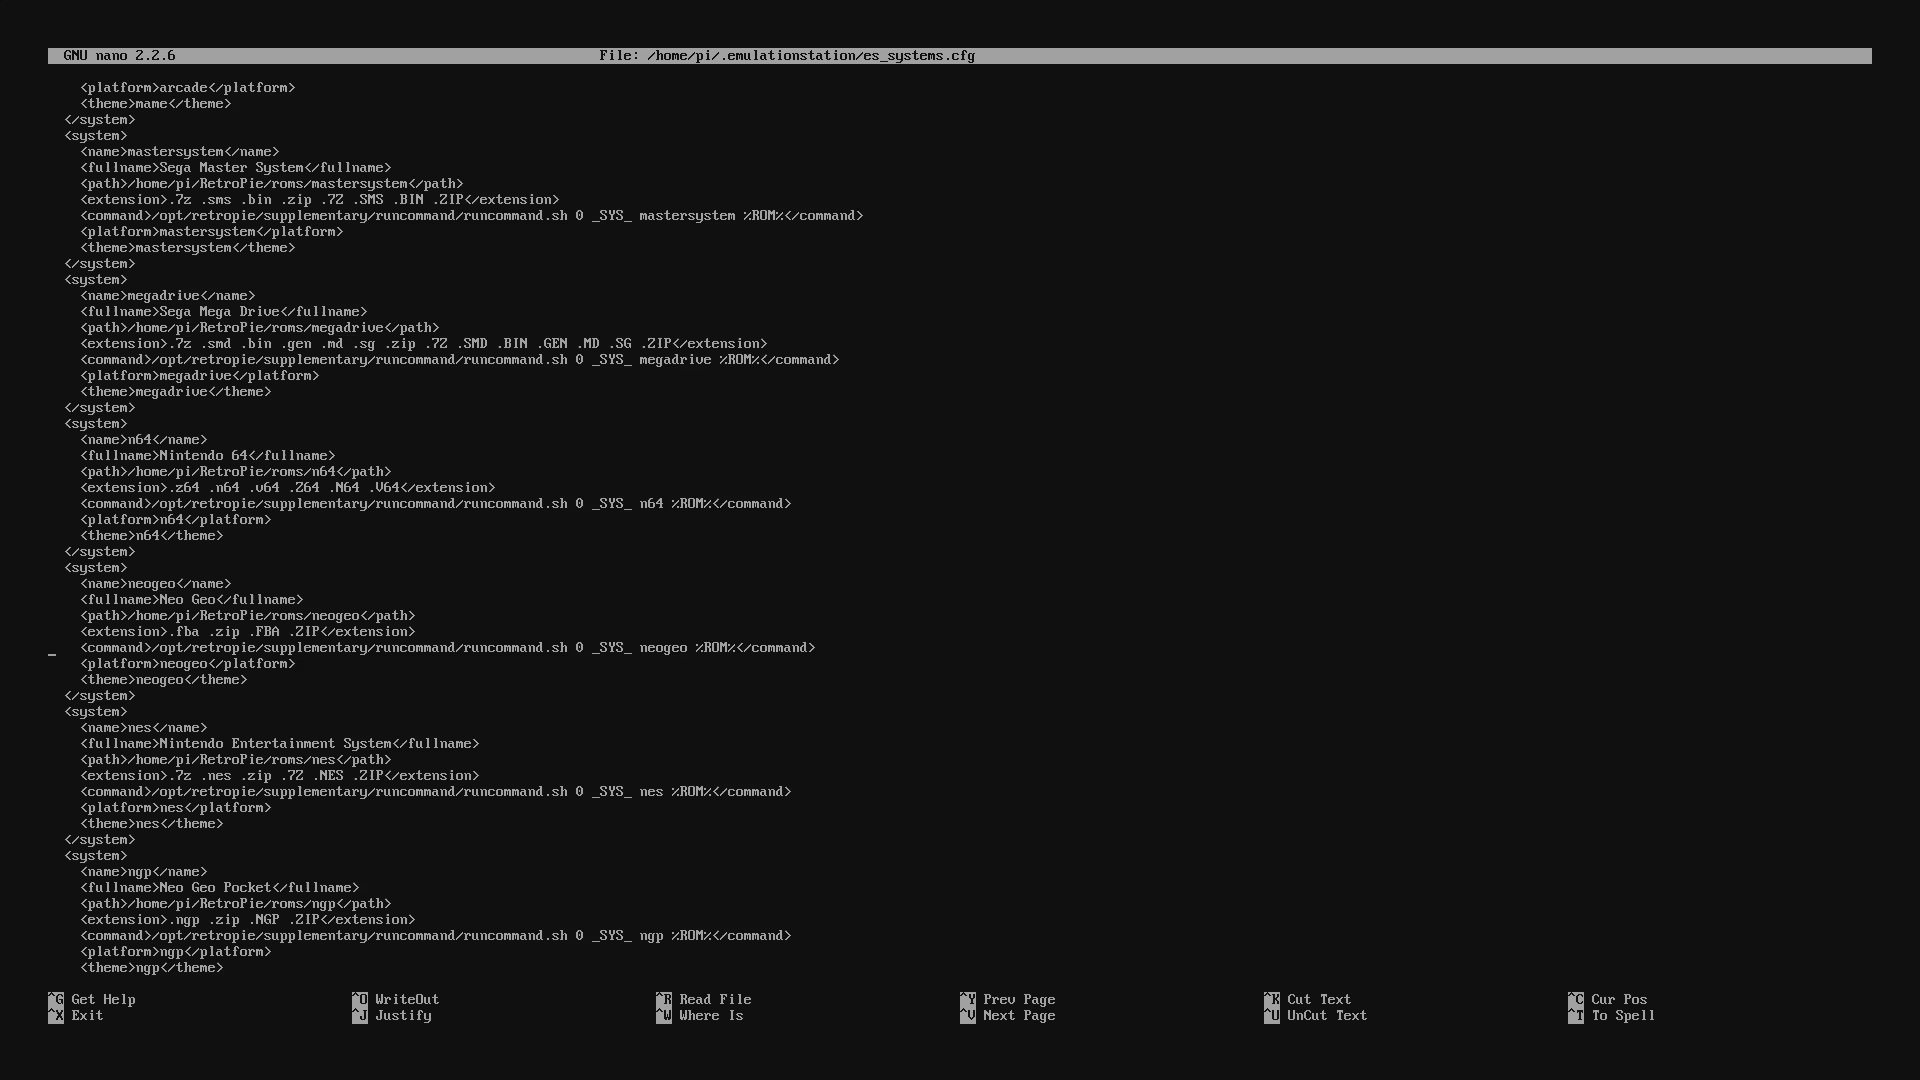 GNU nano 2.2.6 File: /home/pi/.emulationstation/es_systems.cfg
<platform>arcade</platform>
<theme>mame</theme>
</system>
<system>
<name>mastersystem</name>
<fullname>Sega Master System</fullname>
<path>/home/pi/RetroPie/roms/mastersystem</path>
<extension>.7z .sms .bin .zip .7Z .SMS .BIN .ZIP</extension>
<command>/opt/retropie/supplementary/runcommand/runcommand.sh 0 _SYS_ mastersystem %ROM%</command>
<platform>mastersystem</platform>
<theme>mastersystem</theme>
</system>
<system>
<name>megadrive</name>
<fullname>Sega Mega Drive</fullname>
<path>/home/pi/RetroPie/roms/megadrive</path>
<extension>.7z .smd .bin .gen .md .sg .zip .7Z .SMD .BIN .GEN .MD .SG .ZIP</extension>
<command>/opt/retropie/supplementary/runcommand/runcommand.sh 0 _SYS_ megadrive %ROM%</command>
<platform>megadrive</platform>
<theme>megadrive</theme>
</system>
<system>
<name>n64</name>
<fullname>Nintendo 64</fullname>
<path>/home/pi/RetroPie/roms/n64</path>
<extension>.z64 .n64 .v64 .Z64 .N64 .V64</extension>
<command>/opt/retropie/supplementary/runcommand/runcommand.sh 0 _SYS_ n64 %ROM%</command>
<platform>n64</platform>
<theme>n64</theme>
</system>
<system>
<name>neogeo</name>
<fullname>Neo Geo</fullname>
<path>/home/pi/RetroPie/roms/neogeo</path>
<extension>.fba .zip .FBA .ZIP</extension>
<command>/opt/retropie/supplementary/runcommand/runcommand.sh 0 _SYS_ neogeo %ROM%</command>
<platform>neogeo</platform>
<theme>neogeo</theme>
</system>
<system>
<name>nes</name>
<fullname>Nintendo Entertainment System</fullname>
<path>/home/pi/RetroPie/roms/nes</path>
<extension>.7z .nes .zip .7Z .NES .ZIP</extension>
<command>/opt/retropie/supplementary/runcommand/runcommand.sh 0 _SYS_ nes %ROM%</command>
<platform>nes</platform>
<theme>nes</theme>
</system>
<system>
<name>ngp</name>
<fullname>Neo Geo Pocket</fullname>
<path>/home/pi/RetroPie/roms/ngp</path>
<extension>.ngp .zip .NGP .ZIP</extension>
<command>/opt/retropie/supplementary/runcommand/runcommand.sh 0 _SYS_ ngp %ROM%</command>
<platform>ngp</platform>
<theme>ngp</theme>
^G Get Help ^O WriteOut ^R Read File ^Y Prev Page ^K Cut Text ^C Cur Pos
^X Exit ^J Justify ^W Where Is ^V Next Page ^U UnCut Text ^T To Spell